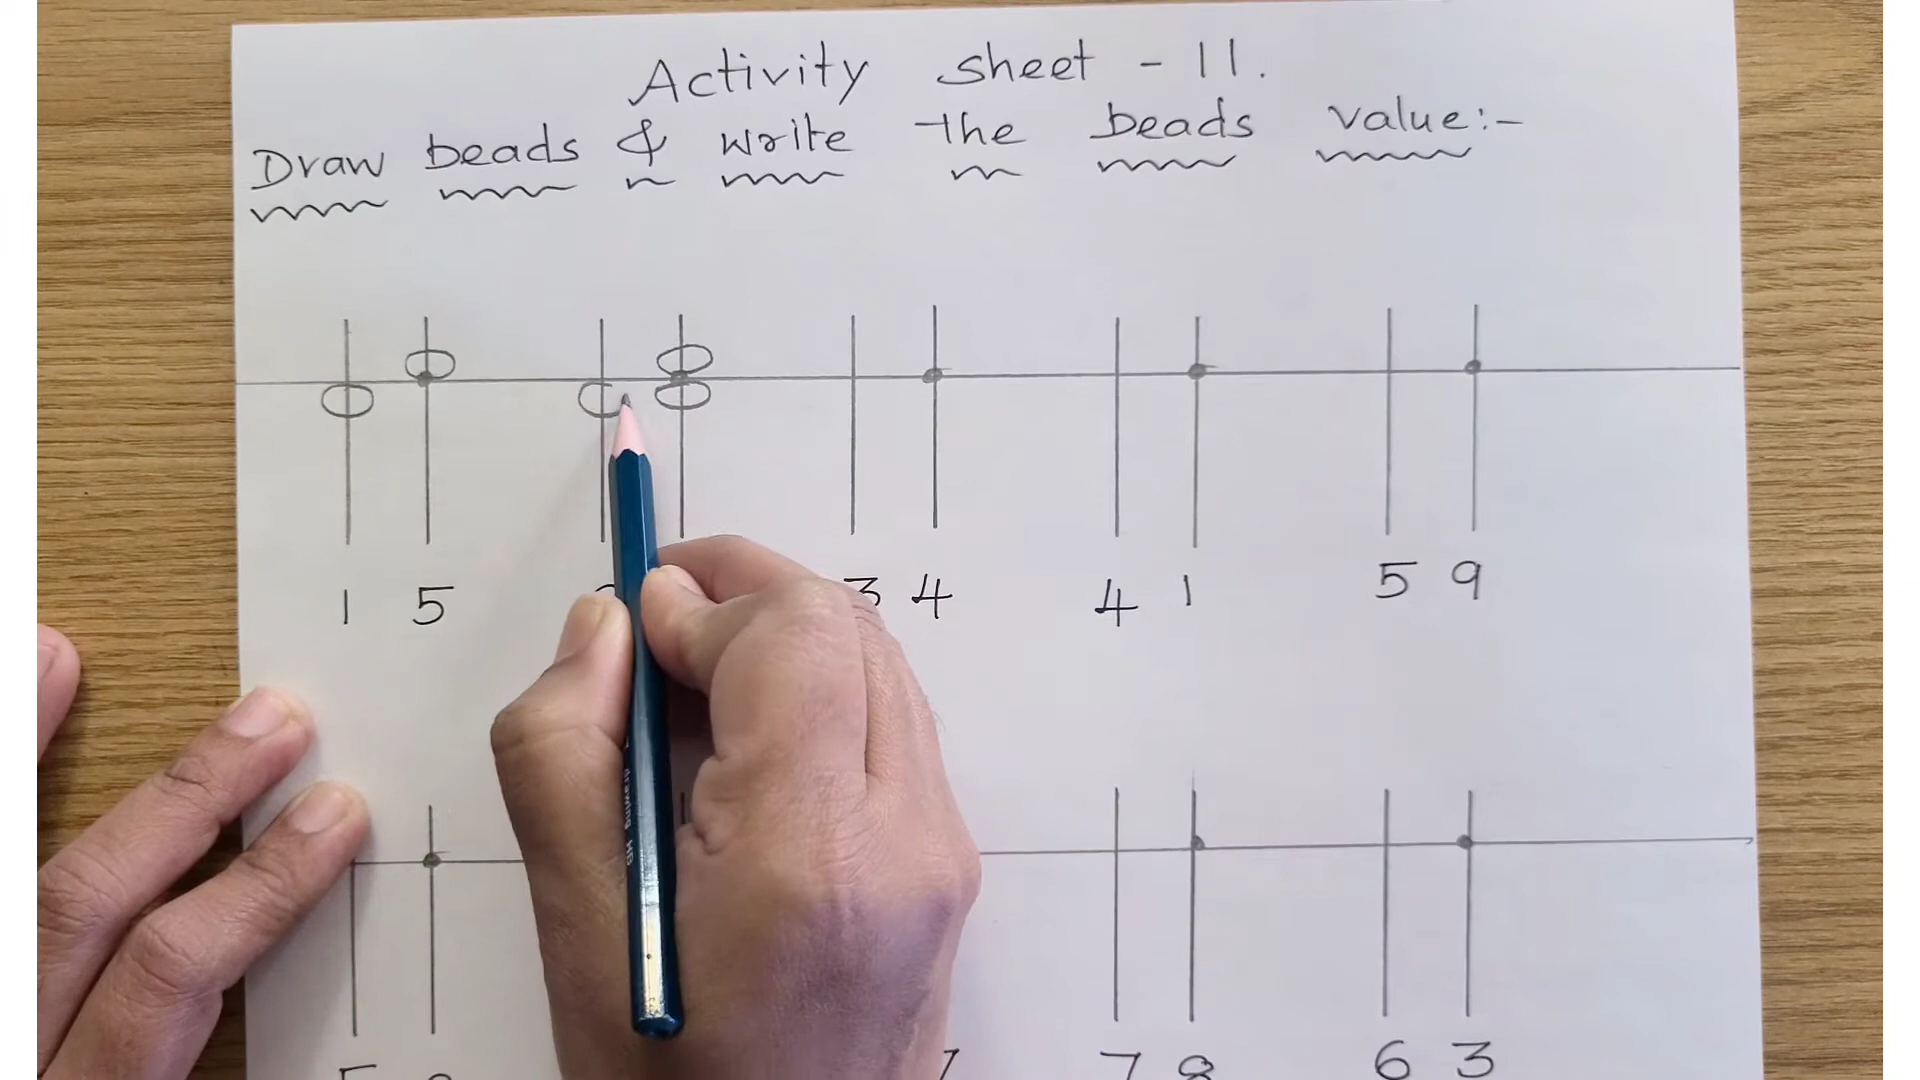 Activity sheet - 11.
Draw beads & write the beads value:-
1 5 3 4 4 1 5 9
7 8 6 3